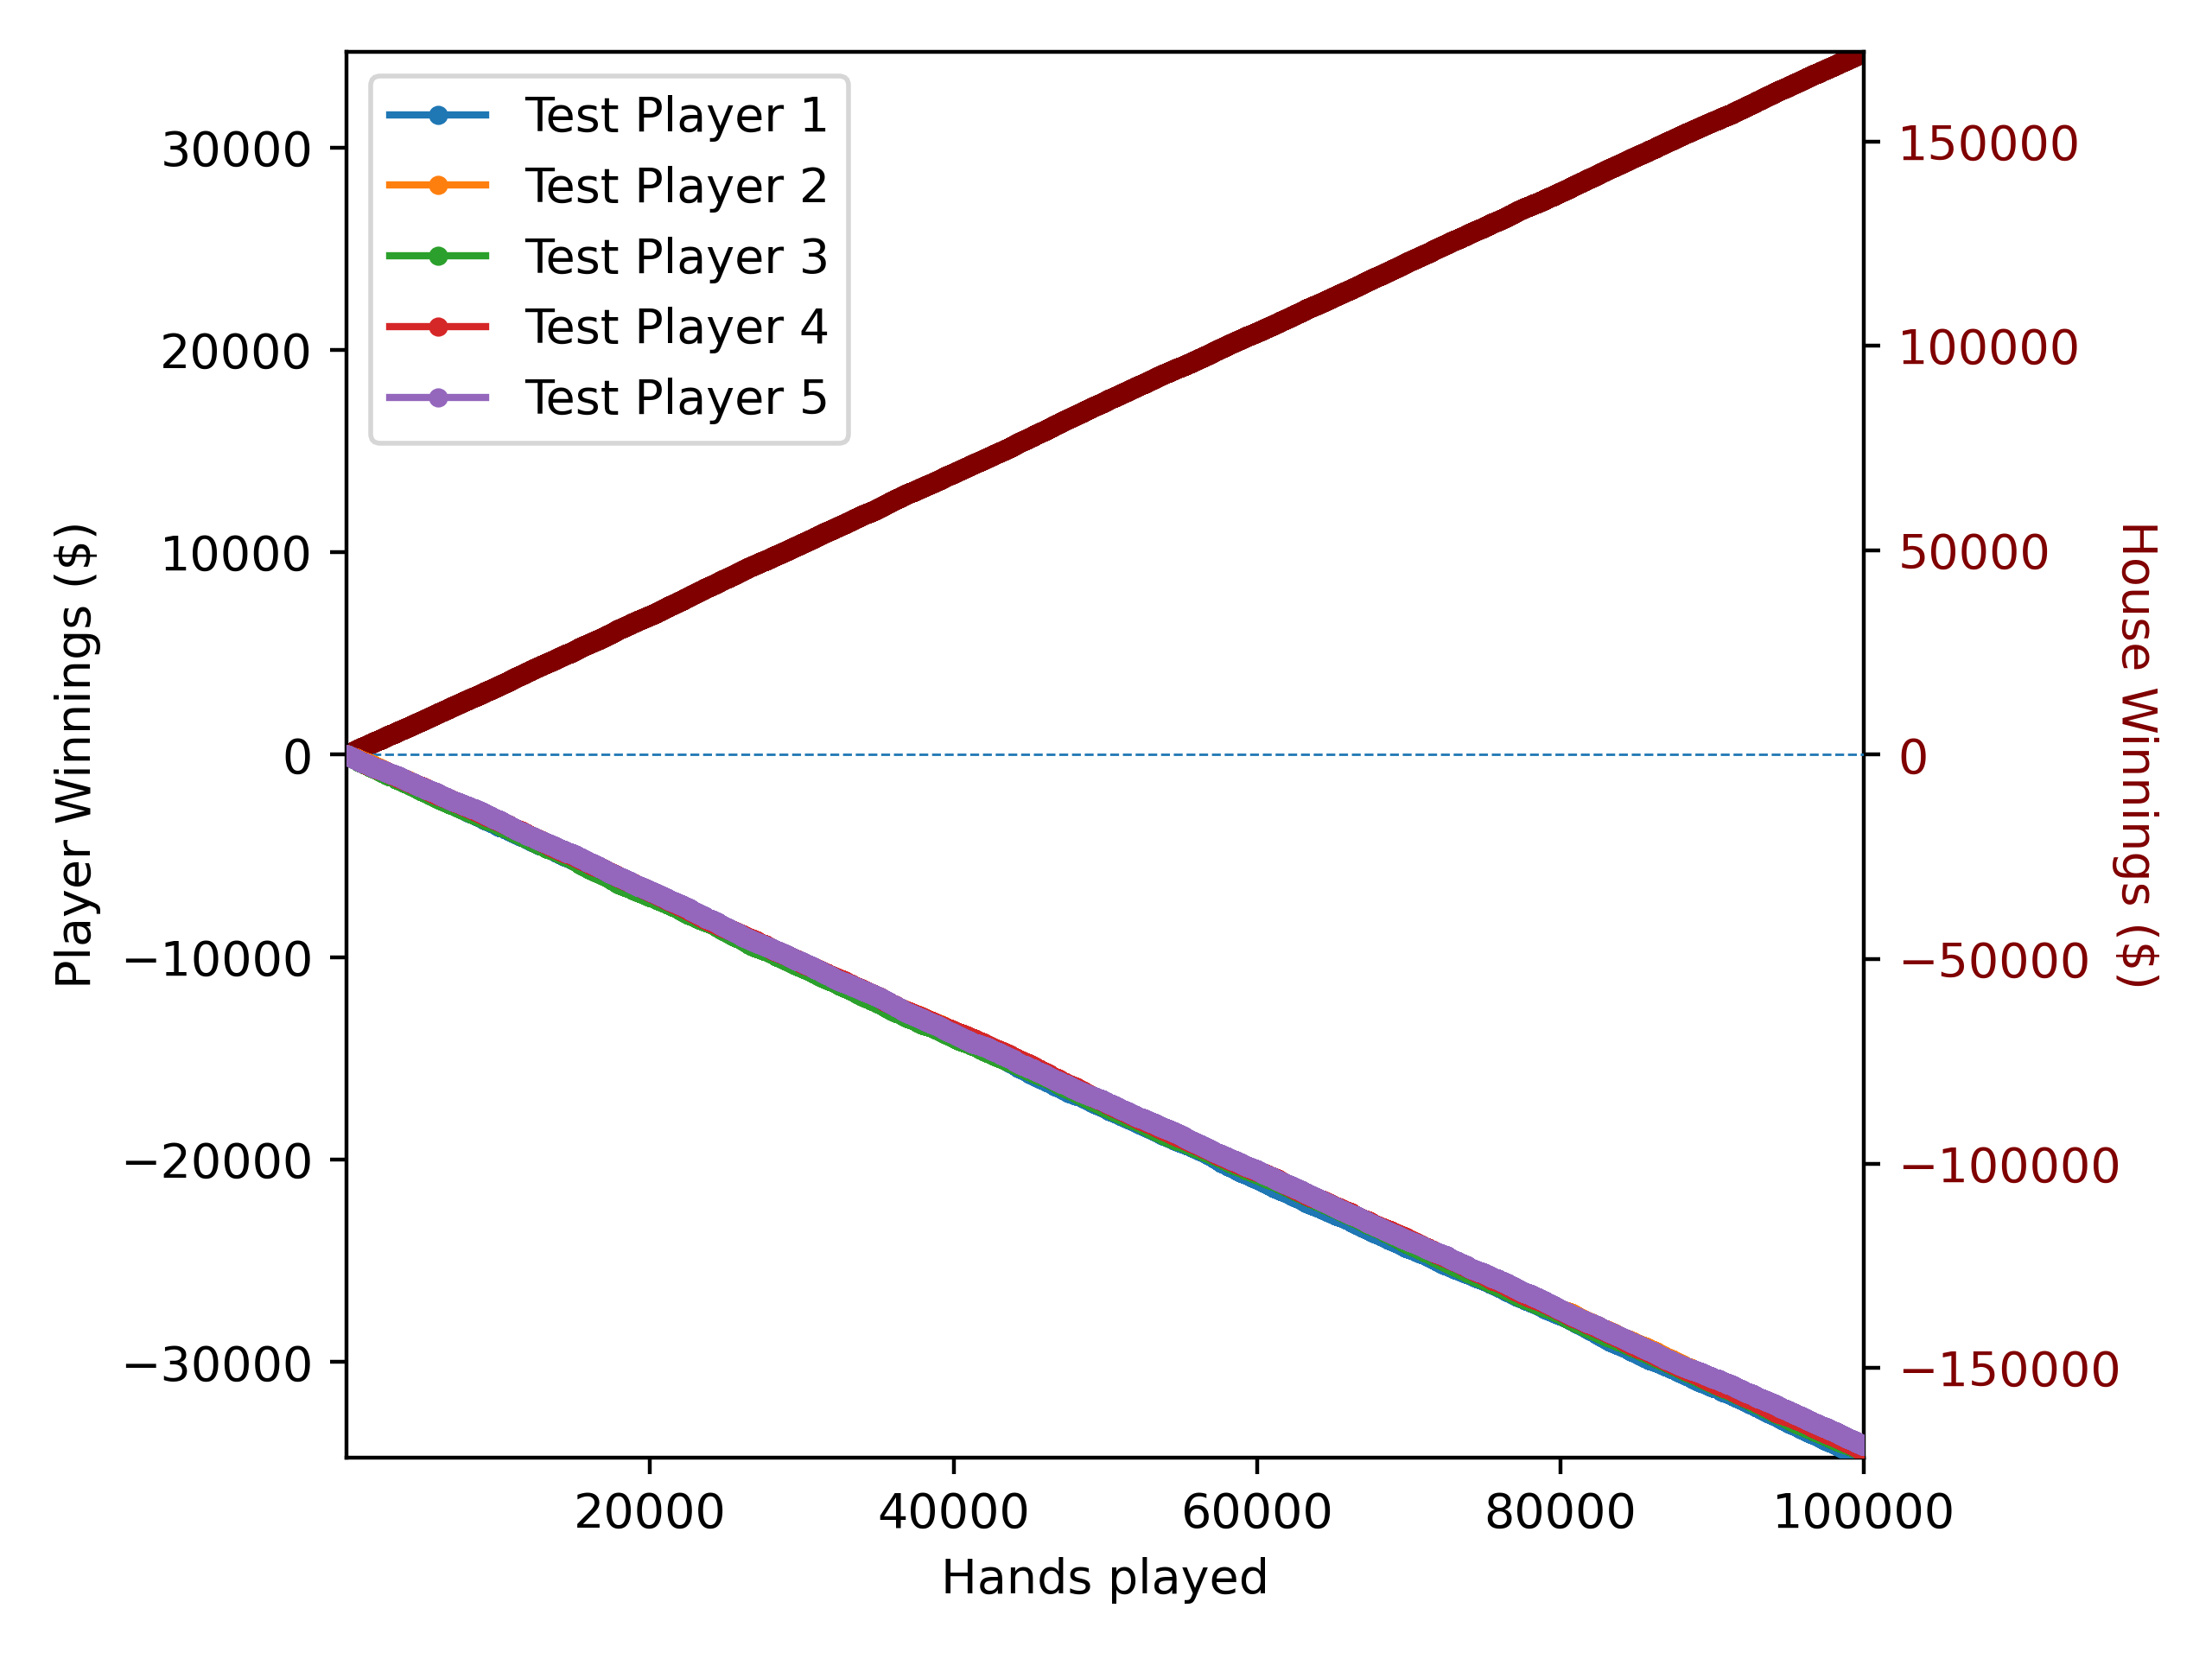 Test Player 1
Test Player 2
Test Player 3
Test Player 4
Test Player 5
Player Winnings ($)
30000
20000
10000
0
−10000
−20000
−30000
150000
100000
50000
0
−50000
−100000
−150000
House Winnings ($)
20000 40000 60000 80000 100000
Hands played